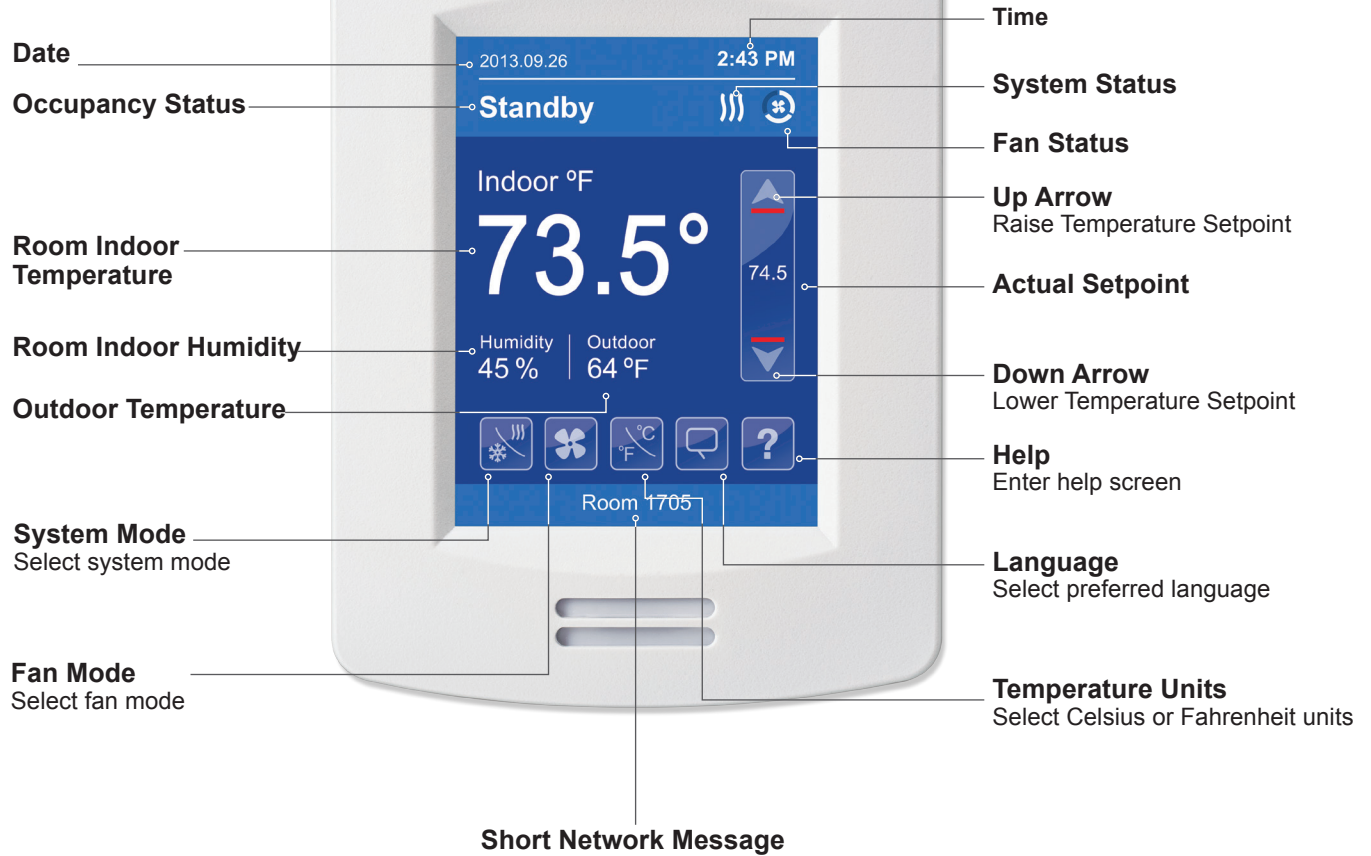 Date
Occupancy Status
Room Indoor
Temperature
Room Indoor Humidity
Outdoor Temperature
System Mode
Select system mode
Fan Mode
Select fan mode
2013.09.26 2:43 PM
Standby
Indoor ºF
73.5°
74.5
Humidity Outdoor
45 % 64 ºF
°C
°F
?
Room 1705
Time
System Status
Fan Status
Up Arrow
Raise Temperature Setpoint
Actual Setpoint
Down Arrow
Lower Temperature Setpoint
Help
Enter help screen
Language
Select preferred language
Temperature Units
Select Celsius or Fahrenheit units
Short Network Message